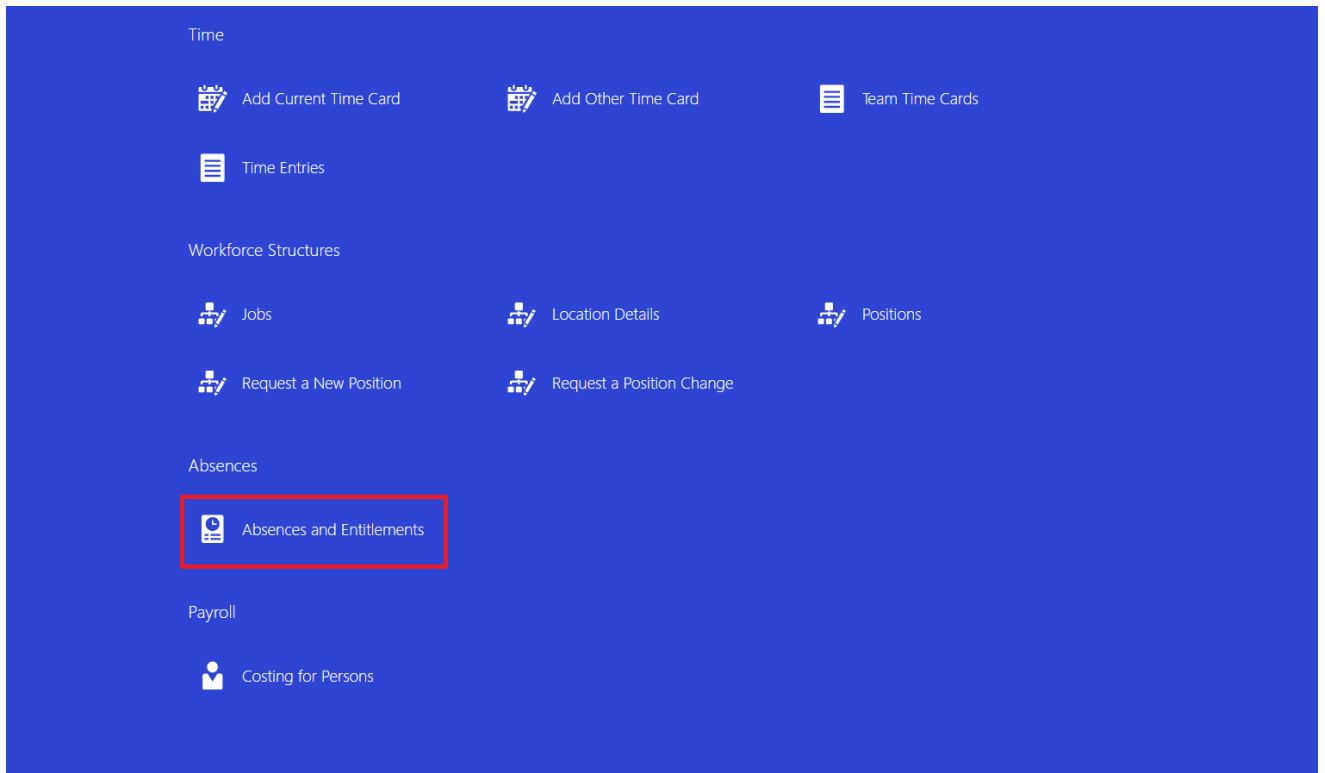 Time
Add Current Time Card
Add Other Time Card
Team Time Cards
Time Entries
Workforce Structures
Jobs
Location Details
Positions
Request a New Position
Request a Position Change
Absences
Absences and Entitlements
Payroll
Costing for Persons